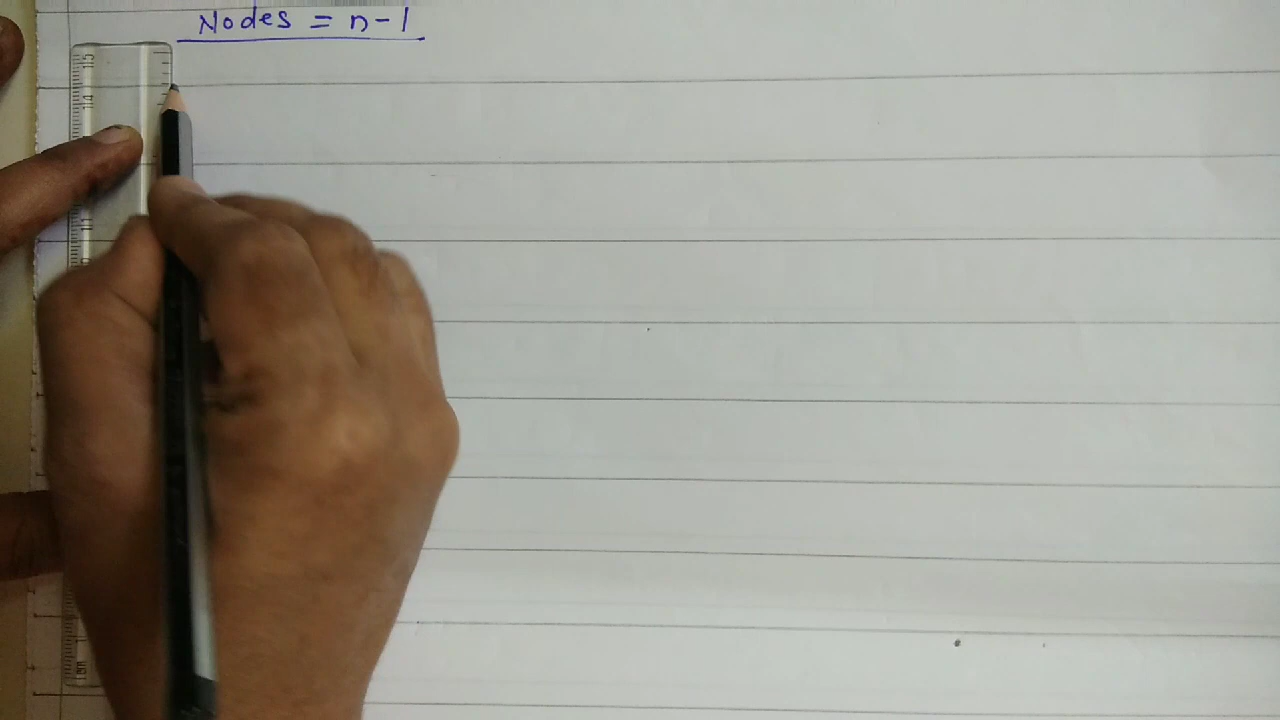 Nodes = n-1